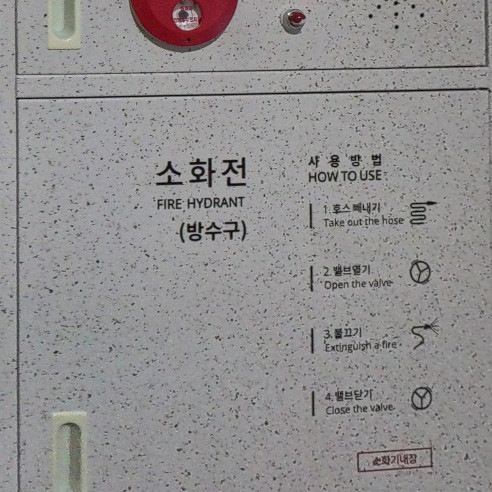 소화전
FIRE HYDRANT
(방수구)
사 용 방 법
HOW TO USE
1.호스빼내기
Take out the hose
2.밸브열기
Open the valve
3.불끄기
Extinguish a fire
4.밸브닫기
Close the valve
소화기내장